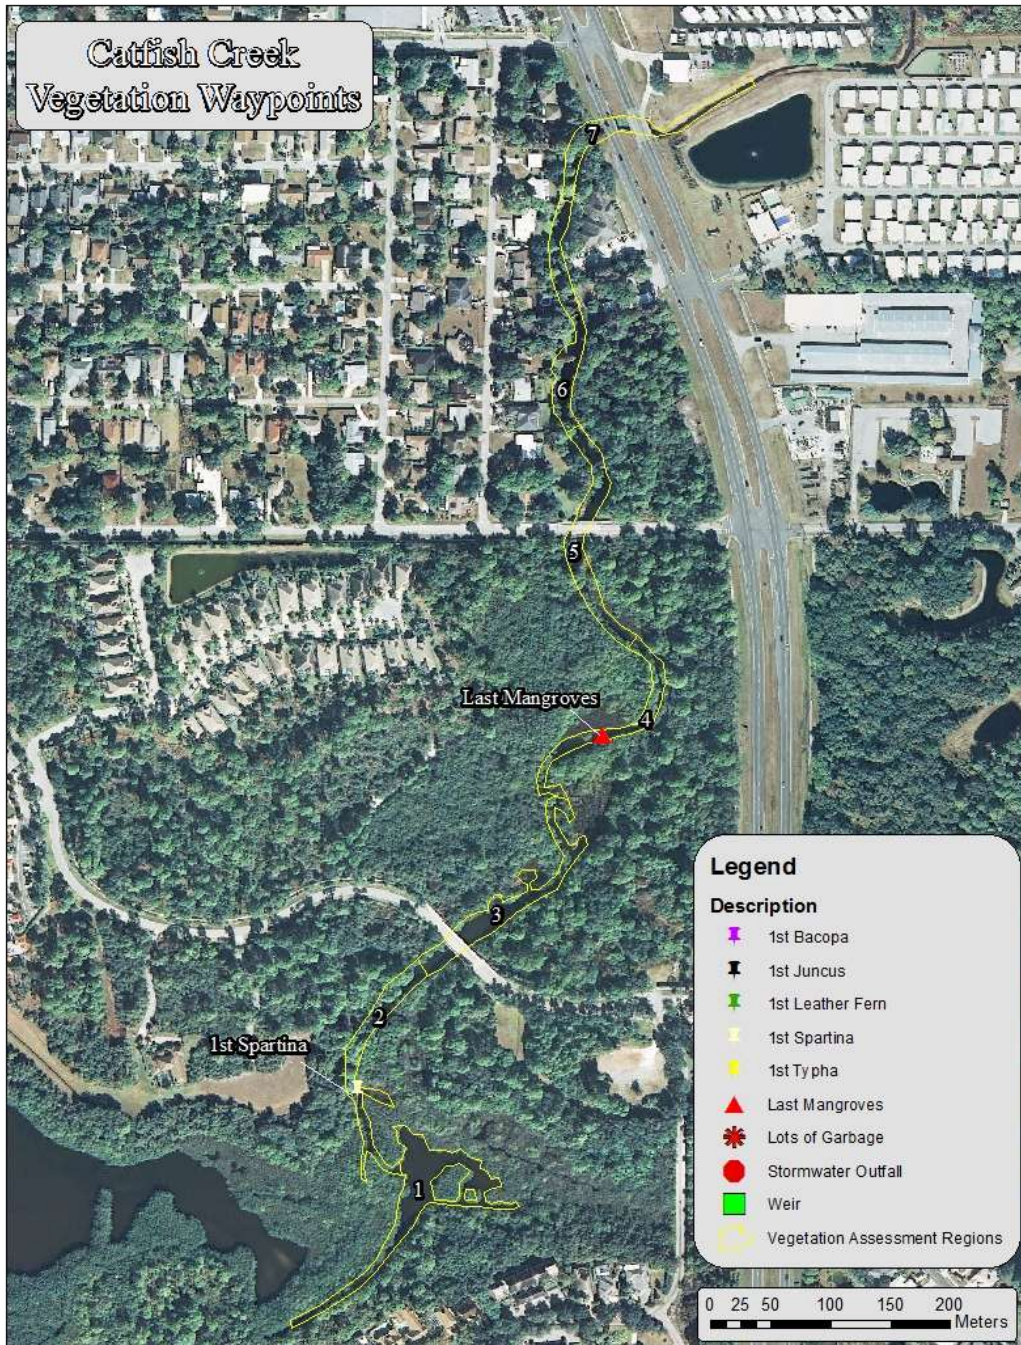 Catfish Creek
Vegetation Waypoints
7
6
5
Last Mangroves
4
3
2
1st Spartina
1
Legend
Description
1st Bacopa
1st Juncus
1st Leather Fern
1st Spartina
1st Typha
Last Mangroves
Lots of Garbage
Stormwater Outfall
Weir
Vegetation Assessment Regions
0 25 50 100 150 200
Meters